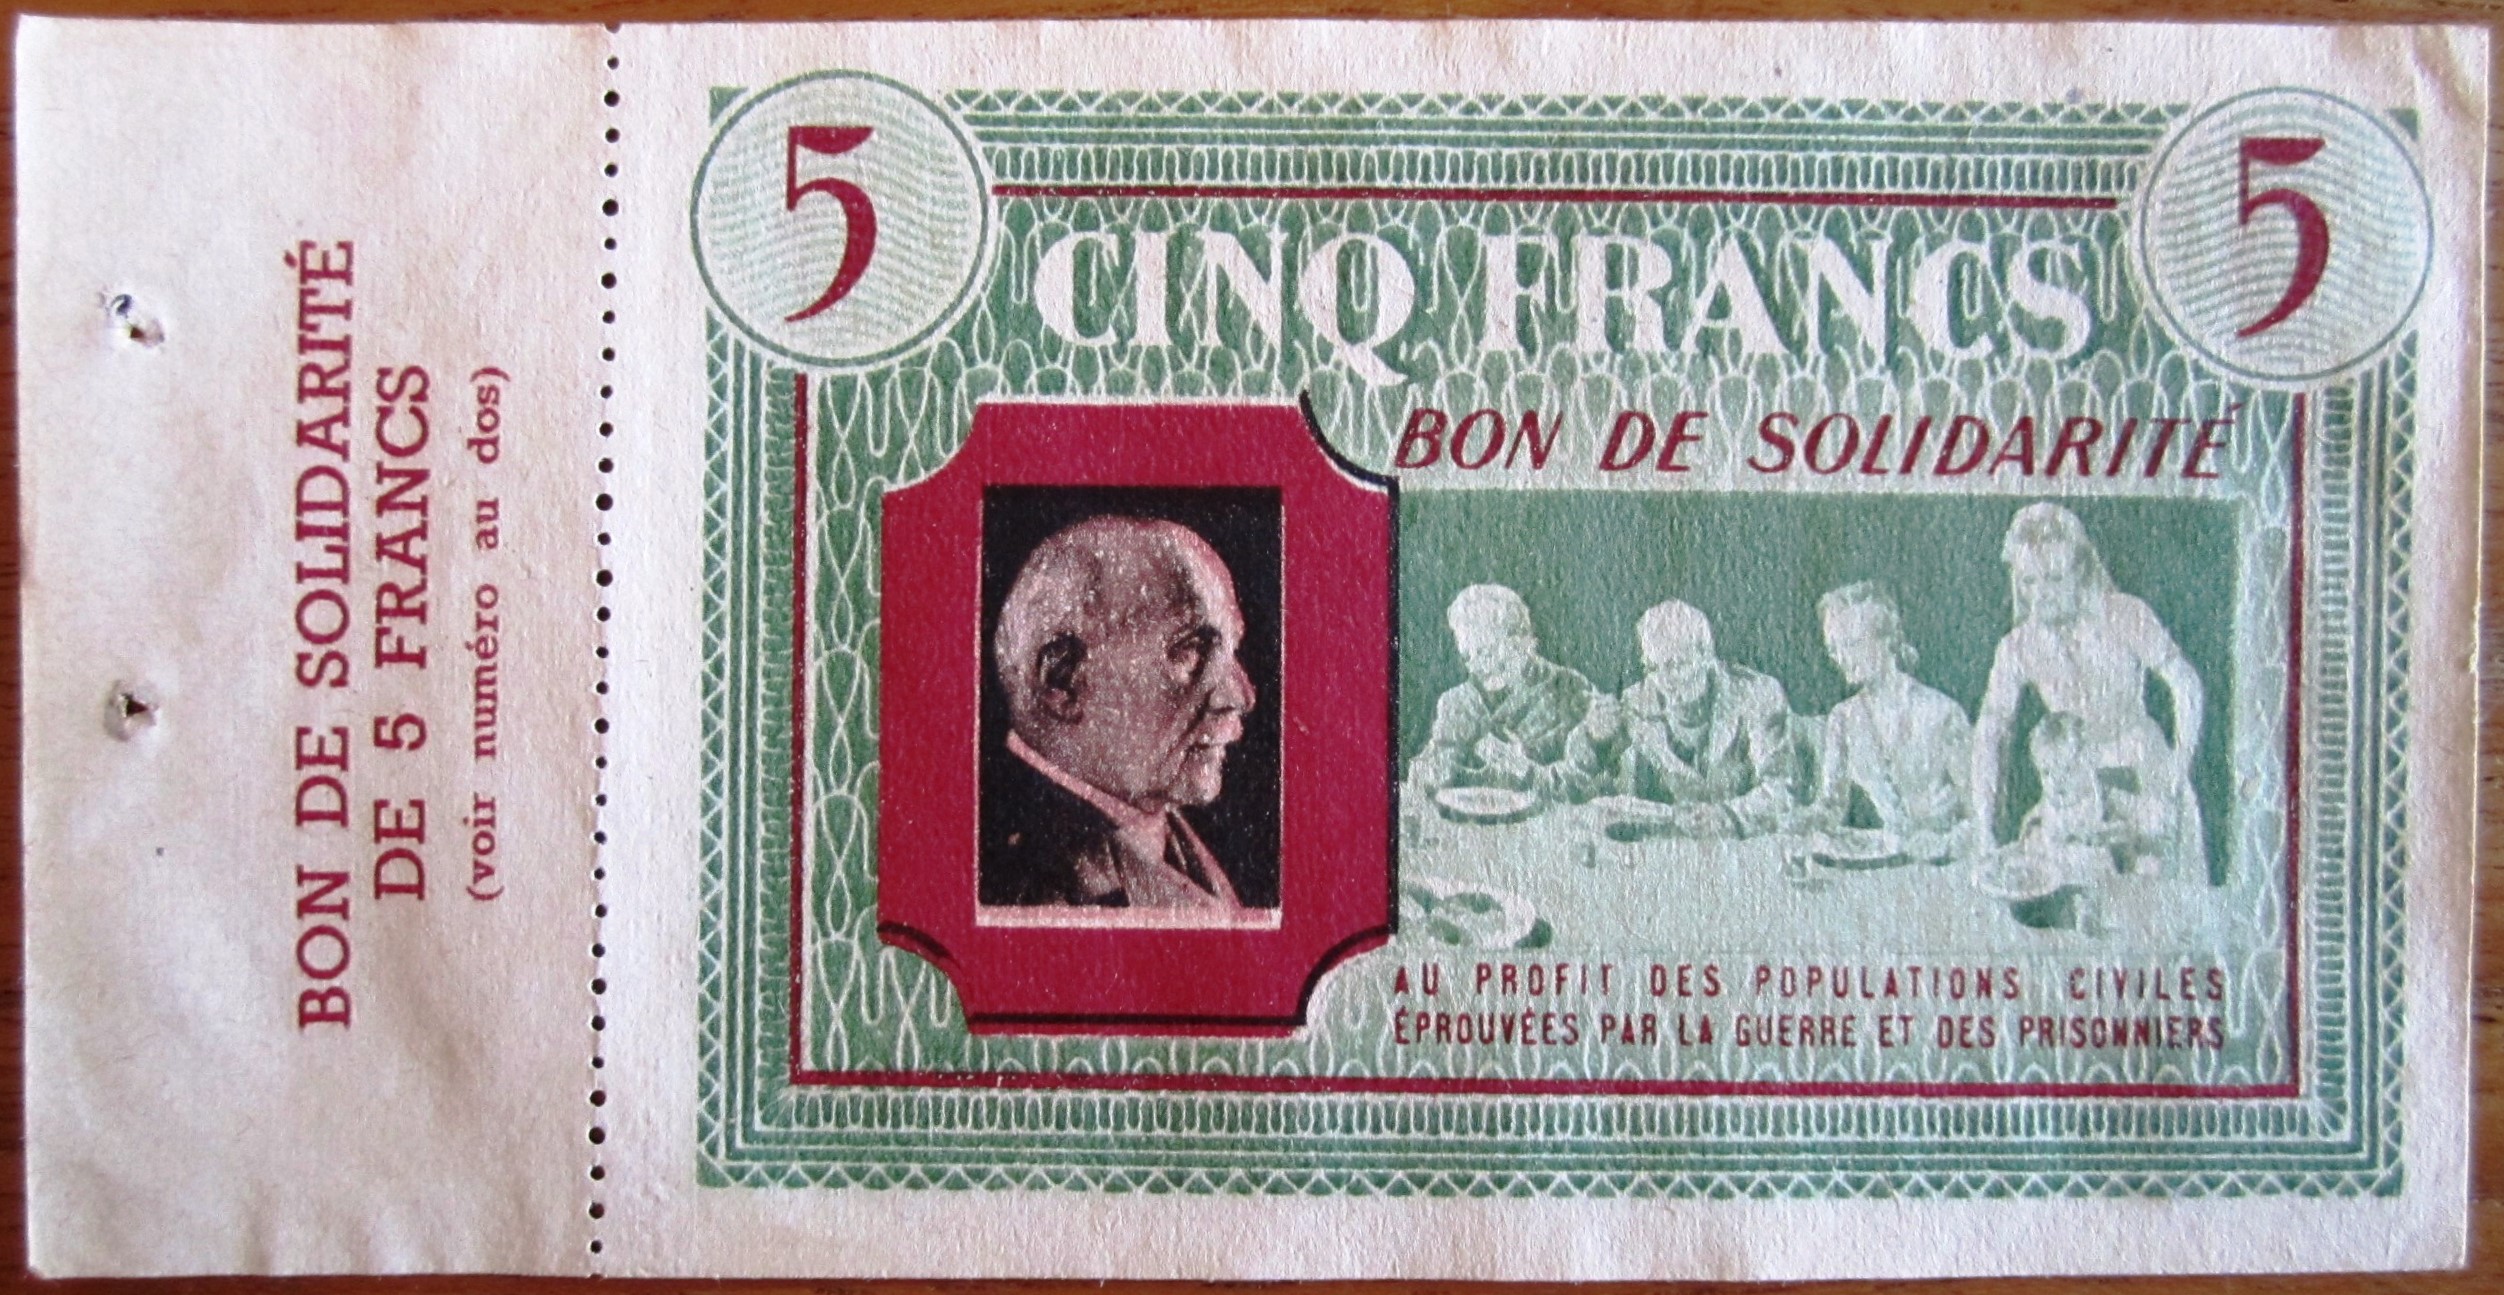 BON DE SOLIDARITÉ
DE 5 FRANCS
(voir numéro au dos)
5
5
CINQ FRANCS
BON DE SOLIDARITÉ
AU PROFIT DES POPULATIONS CIVILES
ÉPROUVÉES PAR LA GUERRE ET DES PRISONNIERS